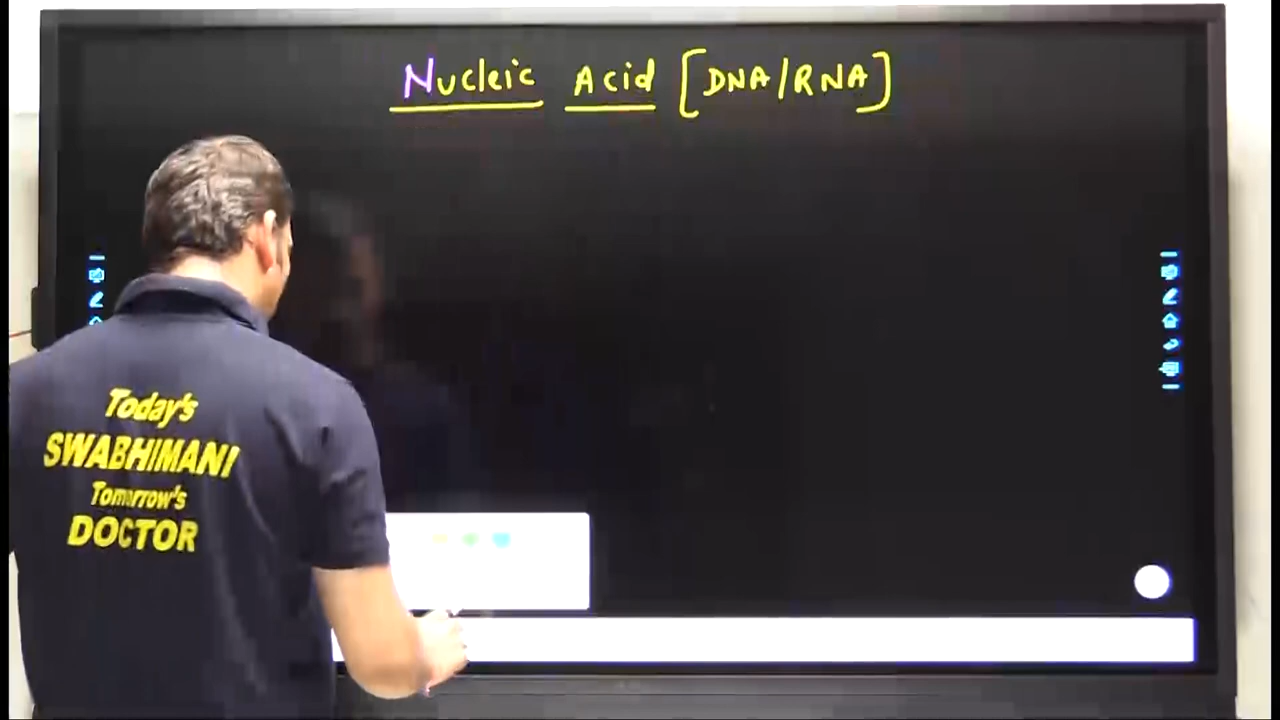 Nucleic Acid [DNA/RNA]
Today's
SWABHIMANI
Tomorrow's
DOCTOR